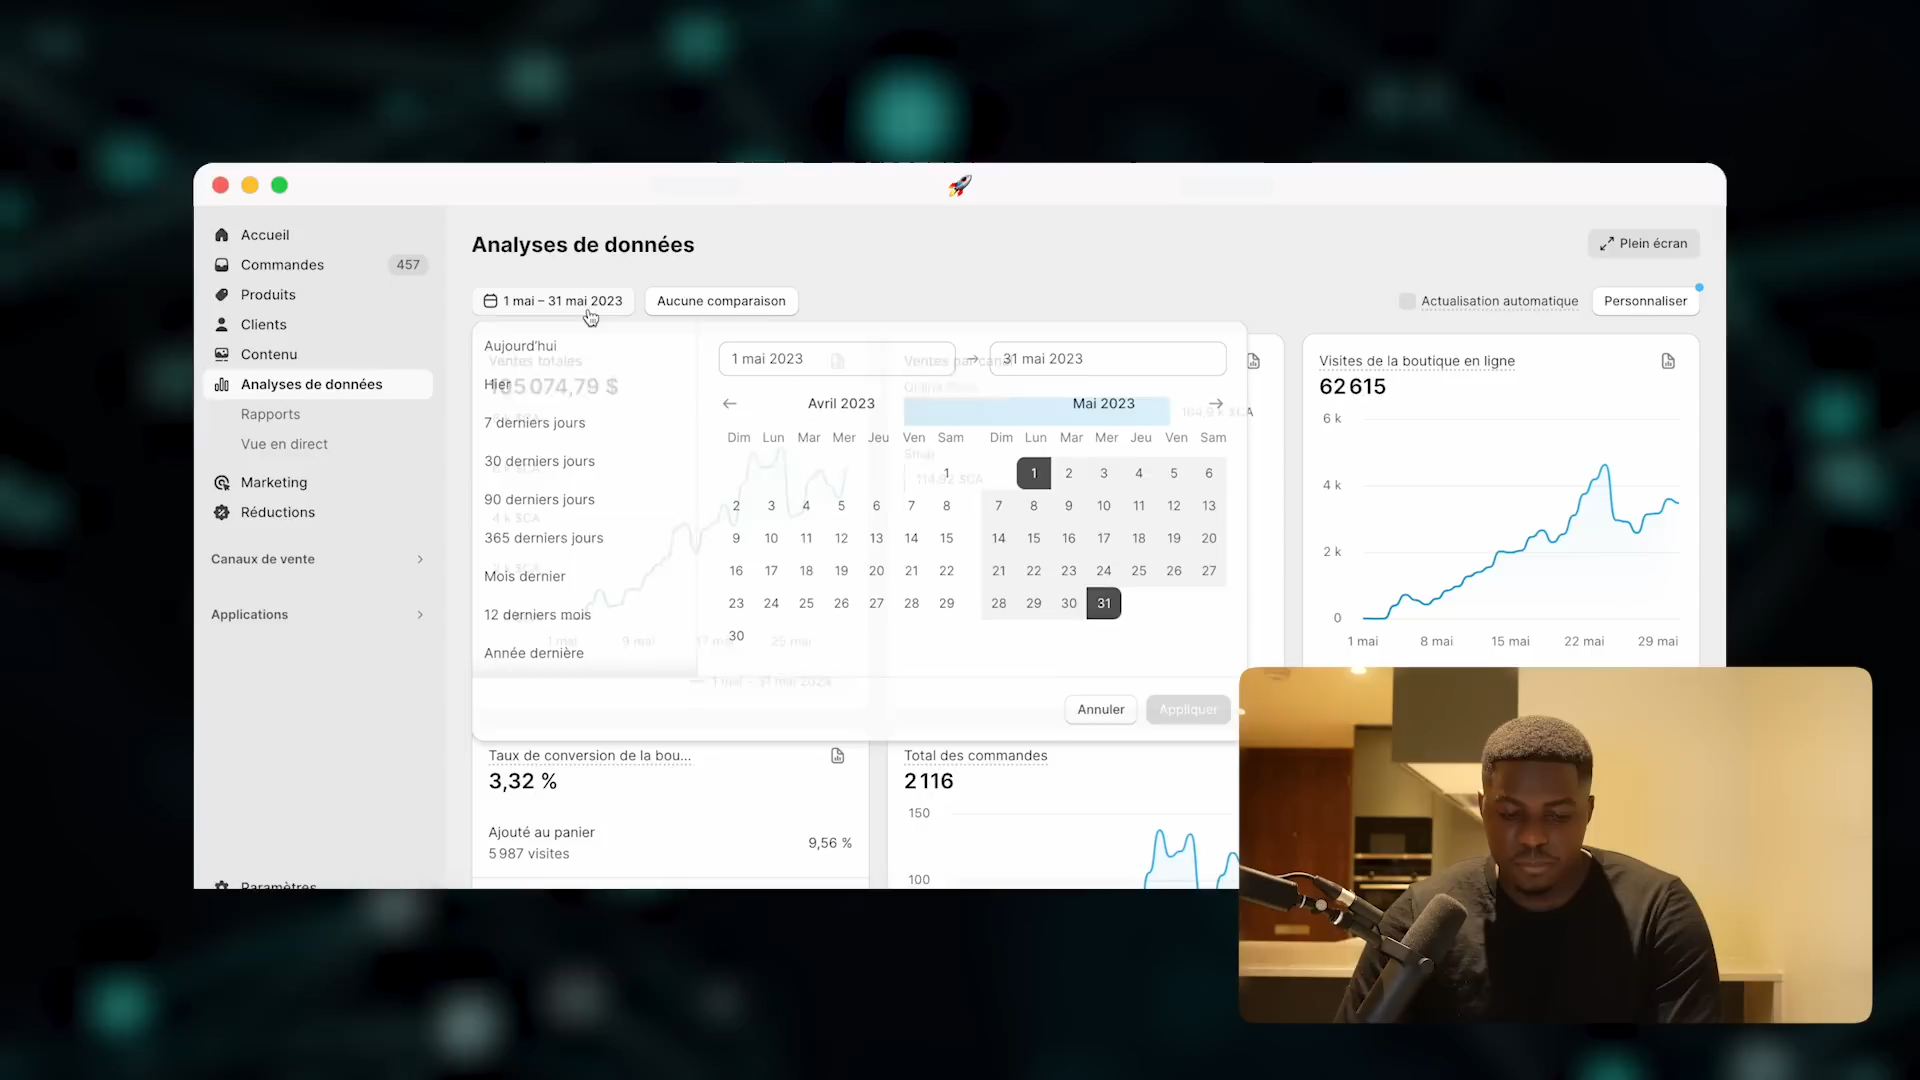 Accueil
Commandes 457
Produits
Clients
Contenu
Analyses de données
Rapports
Vue en direct
Marketing
Réductions
Canaux de vente
Applications
Paramètres
Analyses de données
Plein écran
1 mai – 31 mai 2023
Aucune comparaison
Actualisation automatique
Personnaliser
Aujourd'hui
Hier
7 derniers jours
30 derniers jours
90 derniers jours
365 derniers jours
Mois dernier
12 derniers mois
Année dernière
Ventes totales
1 mai 2023 → 31 mai 2023
Avril 2023
Dim Lun Mar Mer Jeu Ven Sam
1
2 3 4 5 6 7 8
9 10 11 12 13 14 15
16 17 18 19 20 21 22
23 24 25 26 27 28 29
30
Mai 2023
Dim Lun Mar Mer Jeu Ven Sam
1 2 3 4 5 6
7 8 9 10 11 12 13
14 15 16 17 18 19 20
21 22 23 24 25 26 27
28 29 30 31
Annuler
Appliquer
Visites de la boutique en ligne
62 615
6 k
4 k
2 k
0
1 mai 8 mai 15 mai 22 mai 29 mai
Taux de conversion de la bou...
3,32 %
Ajouté au panier
5 987 visites
9,56 %
Total des commandes
2 116
150
100